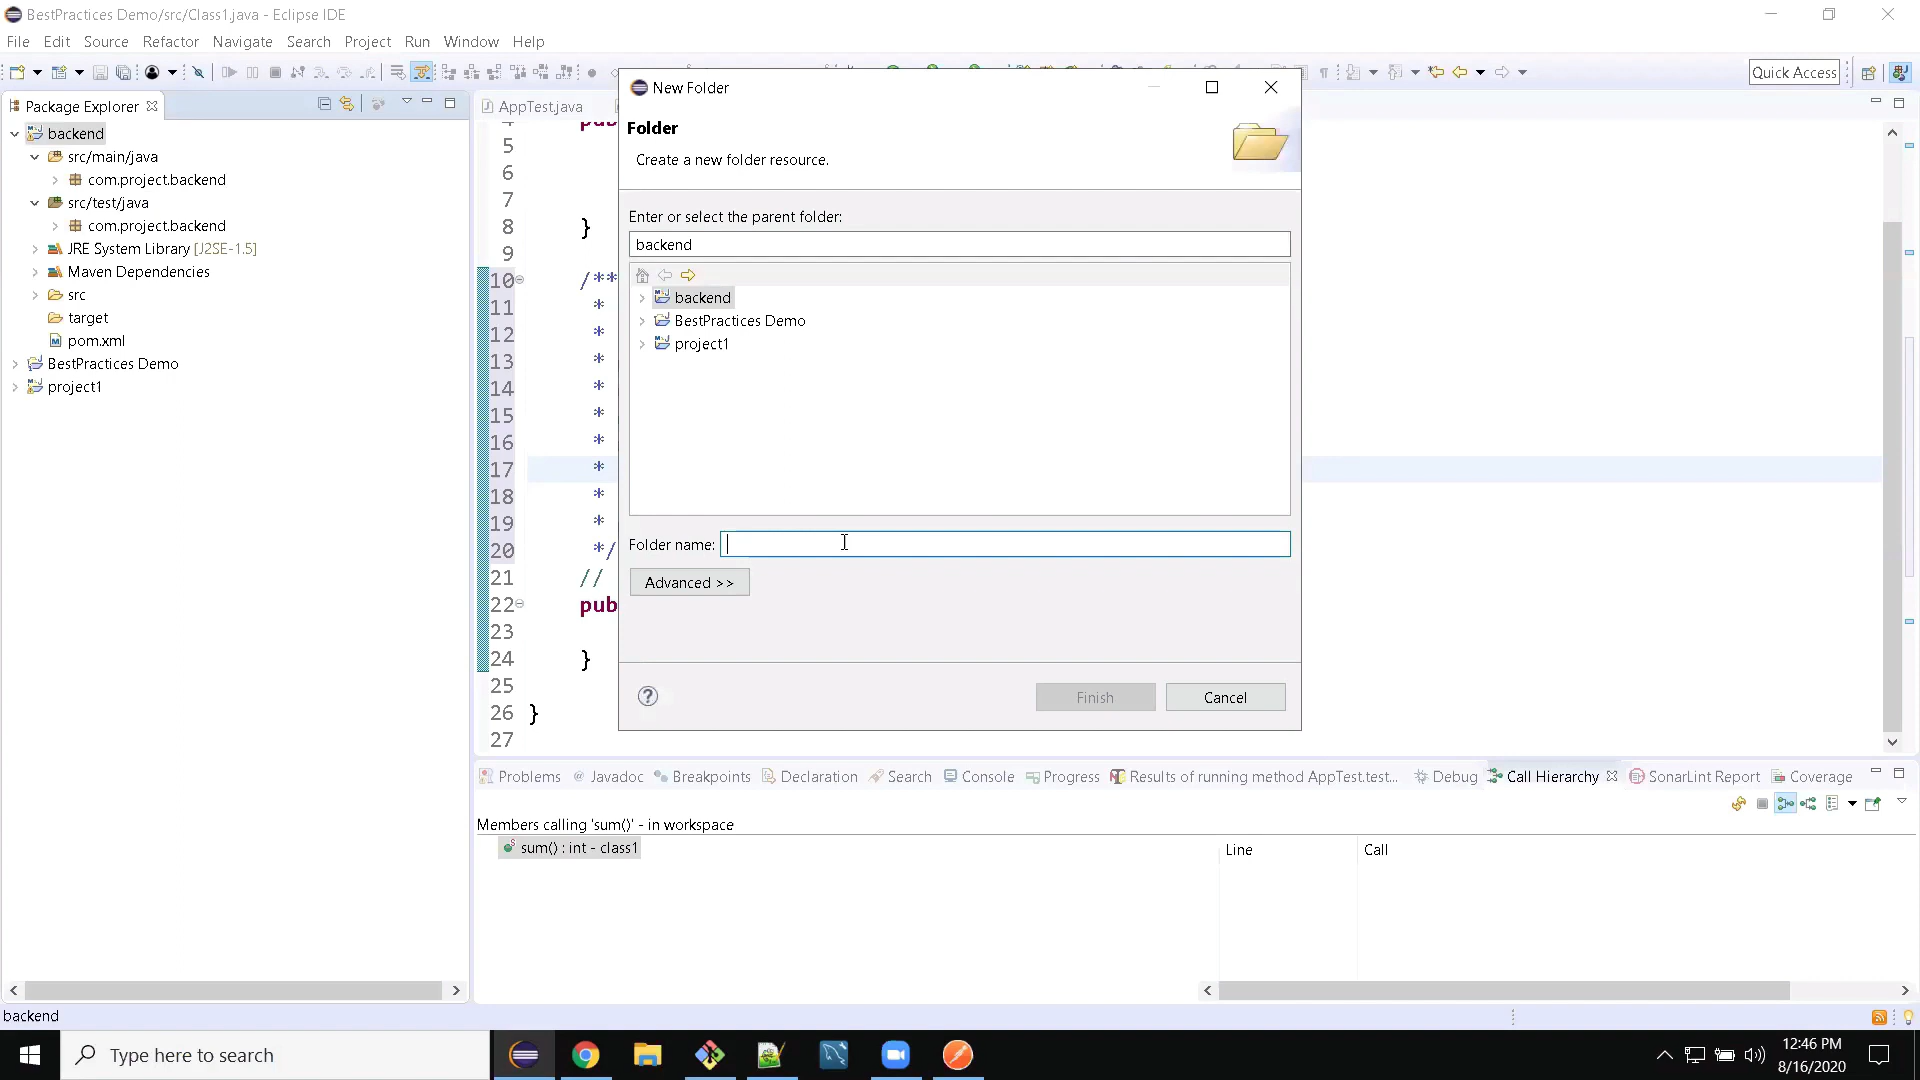 BestPractices Demo/src/Class1.java - Eclipse IDE
File Edit Source Refactor Navigate Search Project Run Window Help
Quick Access
Package Explorer
backend
src/main/java
com.project.backend
src/test/java
com.project.backend
JRE System Library [J2SE-1.5]
Maven Dependencies
src
target
pom.xml
BestPractices Demo
project1
AppTest.java
4 pub
5
6
7
8 }
9
10 /**
11 *
12 *
13 *
14 *
15 *
16 *
17 *
18 *
19 *
20 */
21 //
22 pub
23
24 }
25
26 }
27
New Folder
Folder
Create a new folder resource.
Enter or select the parent folder:
backend
backend
BestPractices Demo
project1
Folder name:
Advanced >>
?
Finish Cancel
Problems @ Javadoc Breakpoints Declaration Search Console Progress Results of running method AppTest.test... Debug Call Hierarchy SonarLint Report Coverage
Members calling 'sum()' - in workspace
sum() : int - class1
Line Call
backend
Type here to search
12:46 PM
8/16/2020